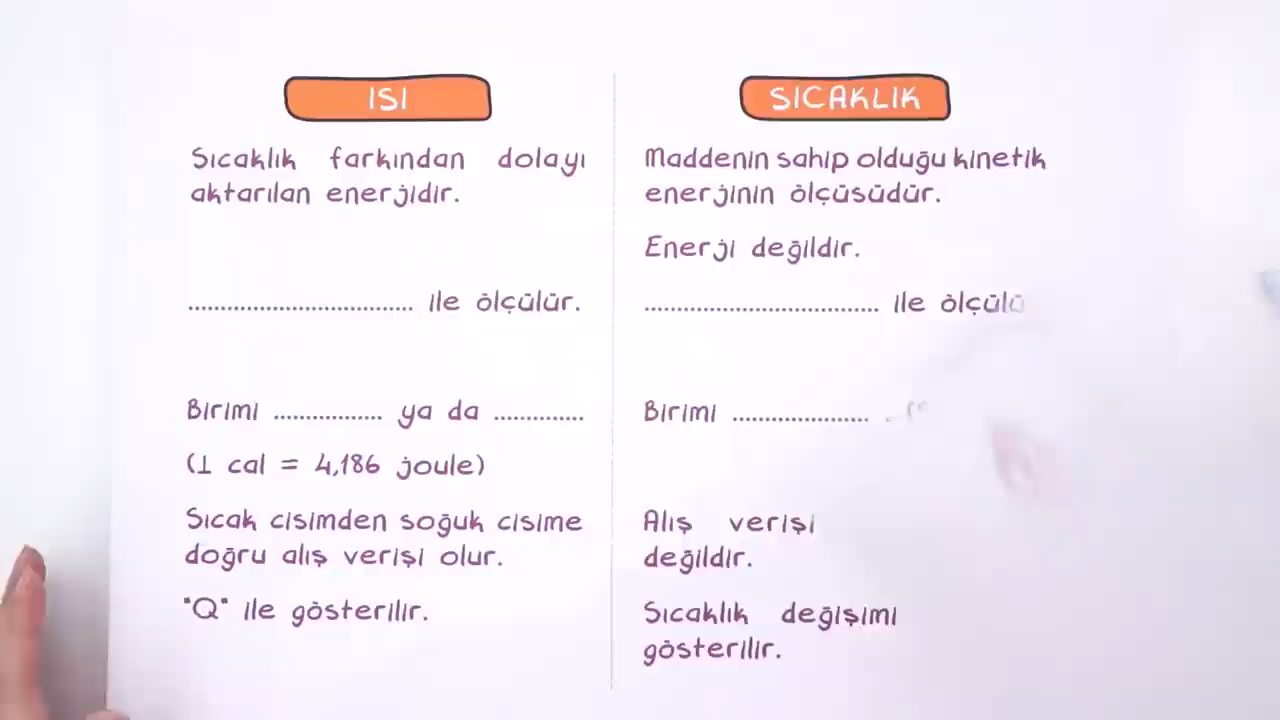 ISI
Sıcaklık farkından dolayı
aktarılan enerjidir.
.................................. ile ölçülür.
Birimi ................. ya da ..............
(1 cal = 4,186 joule)
Sıcak cisimden soğuk cisime
doğru alış verişi olur.
"Q" ile gösterilir.
SICAKLIK
Maddenin sahip olduğu kinetik
enerjinin ölçüsüdür.
Enerji değildir.
.................................... ile
Birimi .....................
Alış verişi
değildir.
Sıcaklık değişimi
gösterilir.